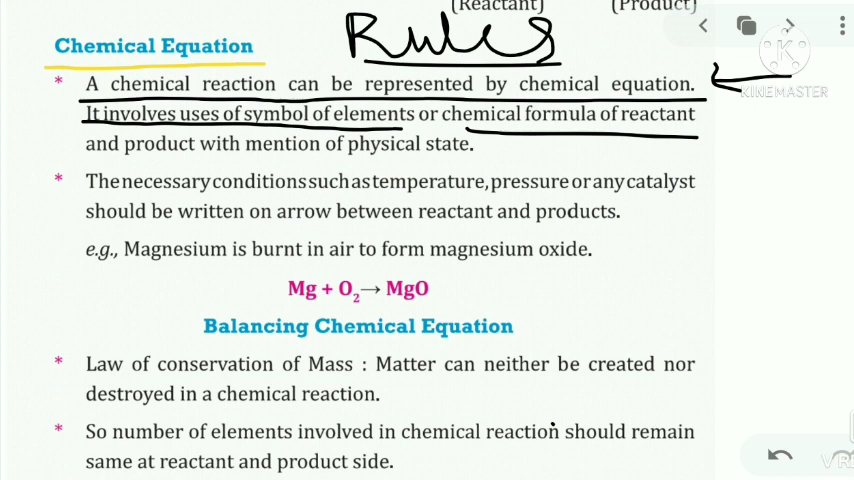 (Reactant) (Product)
Rules
Chemical Equation
* A chemical reaction can be represented by chemical equation.
It involves uses of symbol of elements or chemical formula of reactant
and product with mention of physical state.
* The necessary conditions such as temperature, pressure or any catalyst
should be written on arrow between reactant and products.
e.g., Magnesium is burnt in air to form magnesium oxide.
Mg + O₂ → MgO
Balancing Chemical Equation
* Law of conservation of Mass : Matter can neither be created nor
destroyed in a chemical reaction.
* So number of elements involved in chemical reaction should remain
same at reactant and product side.
K
KINEMASTER